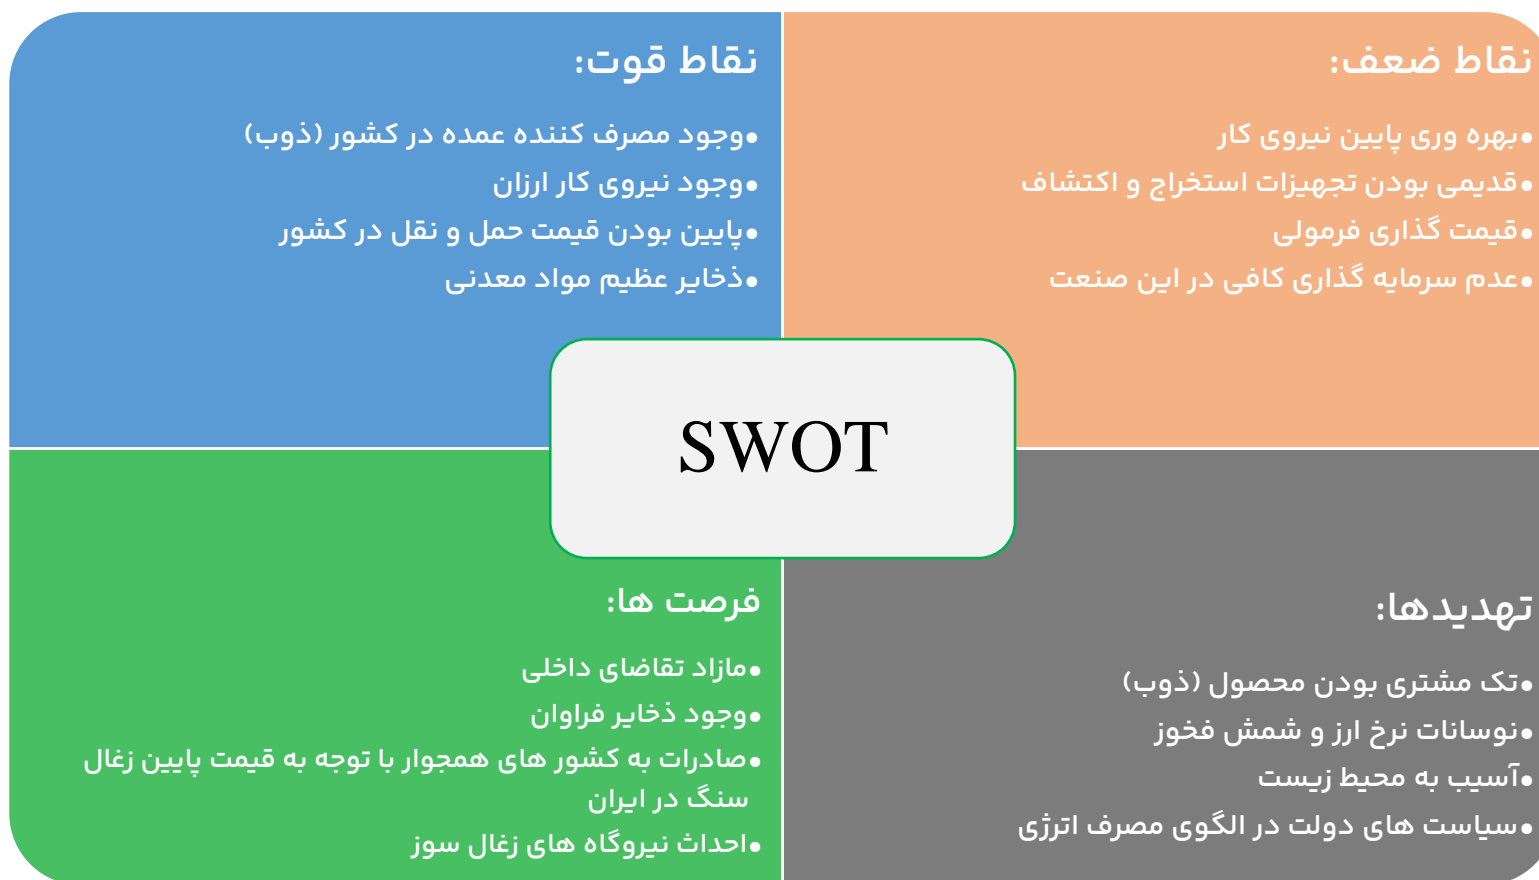 نقاط ضعف:
•بهره وری پایین نیروی کار
•قدیمی بودن تجهیزات استخراج و اکتشاف
•قیمت گذاری فرمولی
•عدم سرمایه گذاری کافی در این صنعت
نقاط قوت:
•وجود مصرف کننده عمده در کشور (ذوب)
•وجود نیروی کار ارزان
•پایین بودن قیمت حمل و نقل در کشور
•ذخایر عظیم مواد معدنی
SWOT
تهدیدها:
•تک مشتری بودن محصول (ذوب)
•نوسانات نرخ ارز و شمش فخوز
•آسیب به محیط زیست
•سیاست های دولت در الگوی مصرف اترژی
فرصت ها:
•مازاد تقاضای داخلی
•وجود ذخایر فراوان
•صادرات به کشور های همجوار با توجه به قیمت پایین زغال
سنگ در ایران
•احداث نیروگاه های زغال سوز